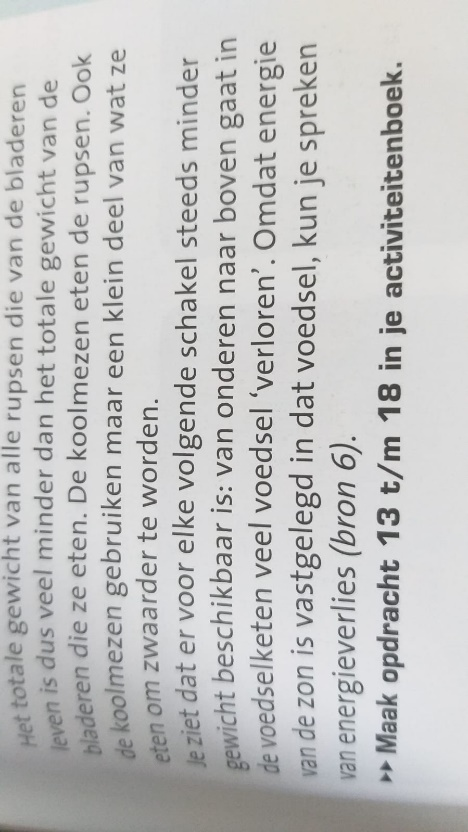 Het totale gewicht van alle rupsen die van de bladeren
leven is dus veel minder dan het totale gewicht van de
bladeren die ze eten. De koolmezen eten de rupsen. Ook
de koolmezen gebruiken maar een klein deel van wat ze
eten om zwaarder te worden.
Je ziet dat er voor elke volgende schakel steeds minder
gewicht beschikbaar is: van onderen naar boven gaat in
de voedselketen veel voedsel ‘verloren’. Omdat energie
van de zon is vastgelegd in dat voedsel, kun je spreken
van energieverlies (bron 6).
▸▸ Maak opdracht 13 t/m 18 in je activiteitenboek.